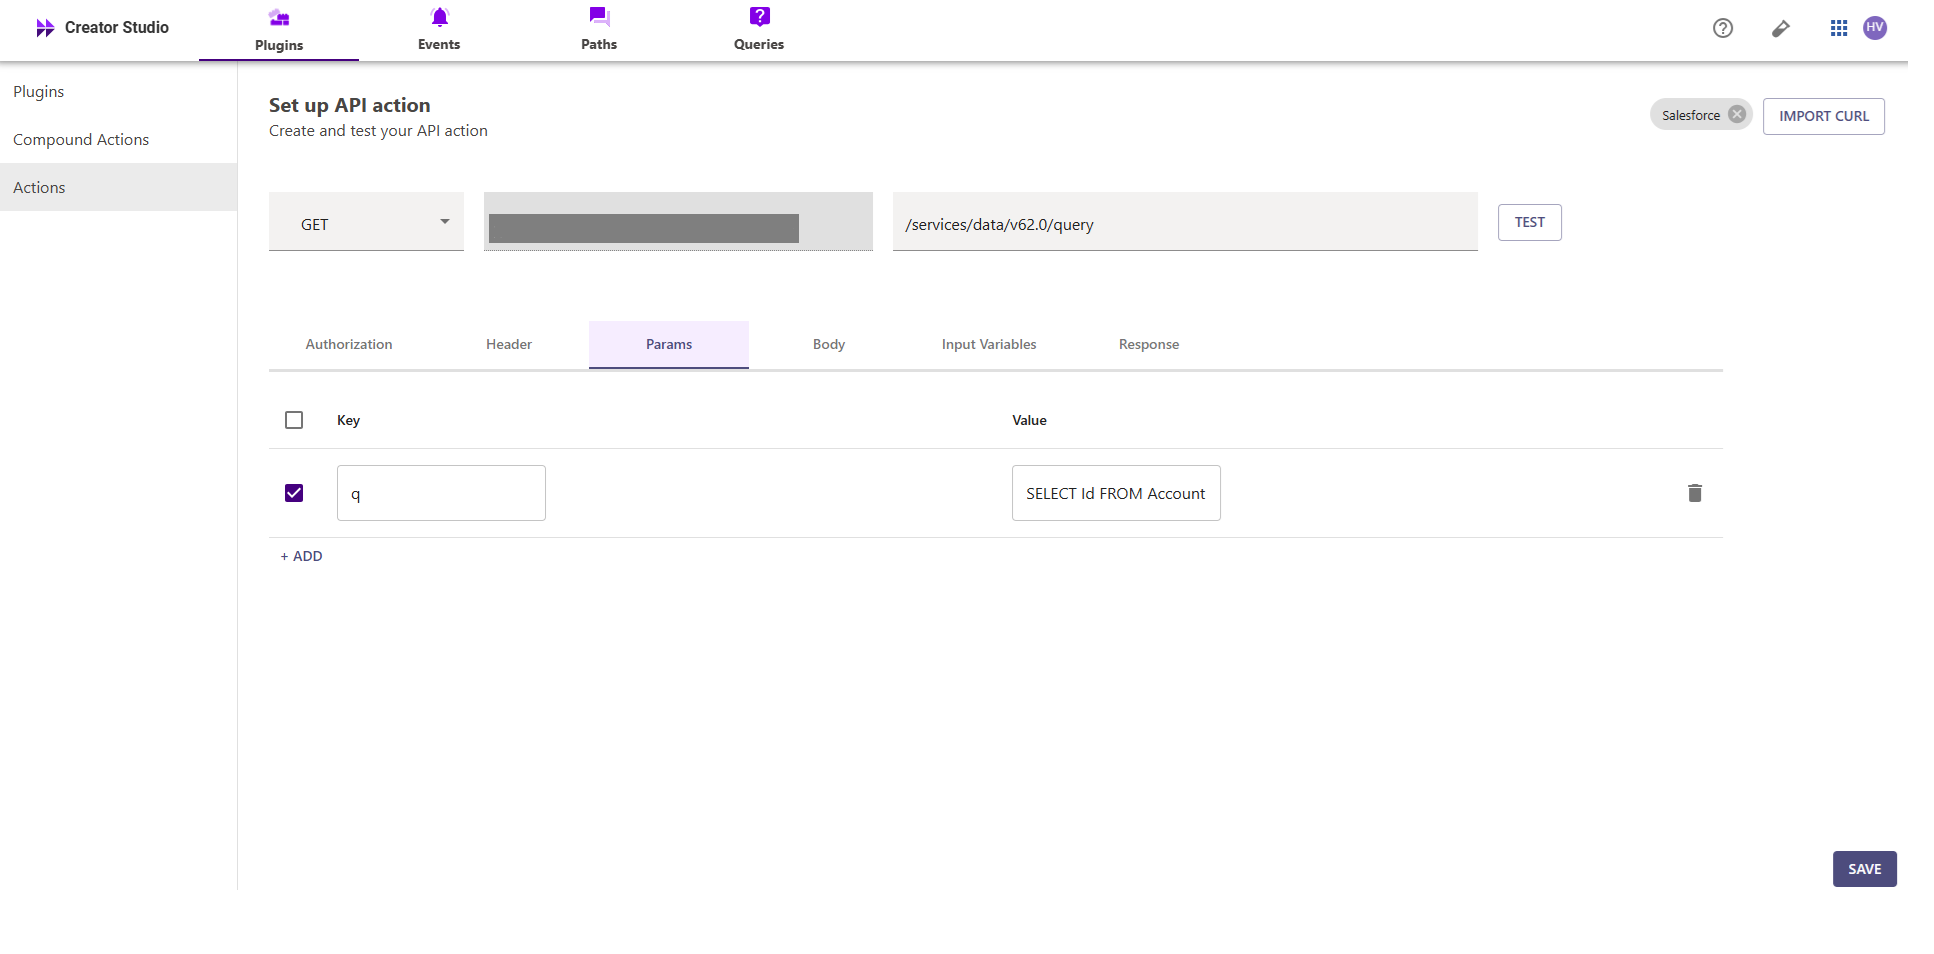 Creator Studio
Plugins
Events
Paths
Queries
HV
Plugins
Compound Actions
Actions
Set up API action
Create and test your API action
Salesforce
IMPORT CURL
GET
/services/data/v62.0/query
TEST
Authorization
Header
Params
Body
Input Variables
Response
Key
Value
q
SELECT Id FROM Account
+ ADD
SAVE